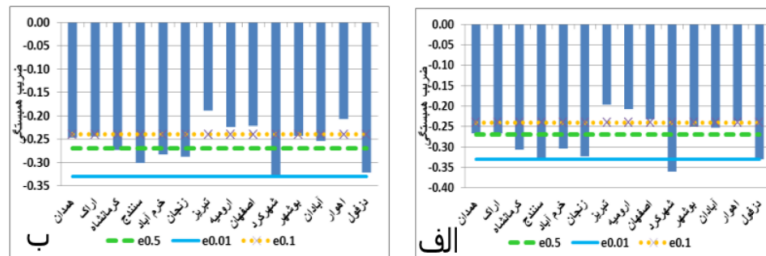 0.00
-0.05
-0.10
-0.15
-0.20
-0.25
-0.30
-0.35
ضریب همبستگی
همدان
اراک
کرمانشاه
سنندج
خرم آباد
زنجان
تبریز
ارومیه
اصفهان
شهرکرد
بوشهر
آبادان
اهواز
دزفول
e0.5
e0.01
e0.1
ب
0.00
-0.05
-0.10
-0.15
-0.20
-0.25
-0.30
-0.35
-0.40
ضریب همبستگی
همدان
اراک
کرمانشاه
سنندج
خرم آباد
زنجان
تبریز
ارومیه
اصفهان
شهرکرد
بوشهر
آبادان
اهواز
دزفول
e0.5
e0.01
e0.1
الف